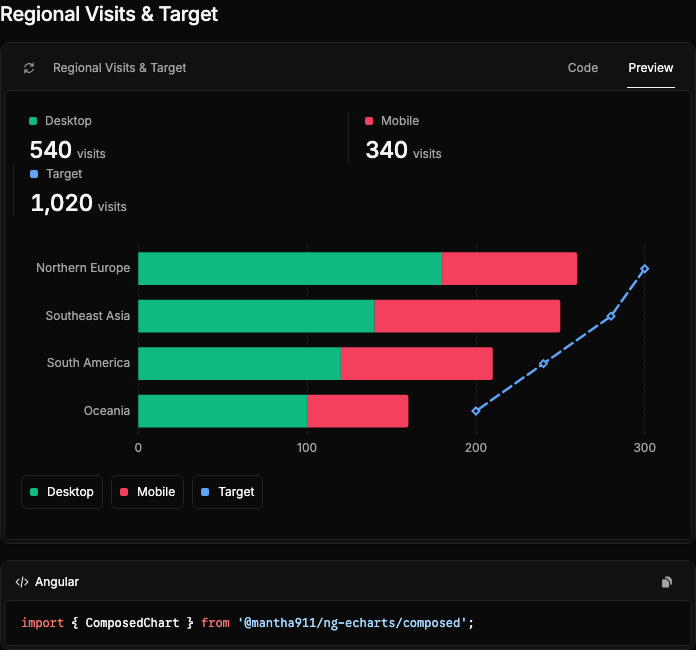 Regional Visits & Target
Regional Visits & Target
Code
Preview
Desktop
540 visits
Mobile
340 visits
Target
1,020 visits
Northern Europe
Southeast Asia
South America
Oceania
0 100 200 300
Desktop
Mobile
Target
</> Angular
import { ComposedChart } from '@mantha911/ng-echarts/composed';